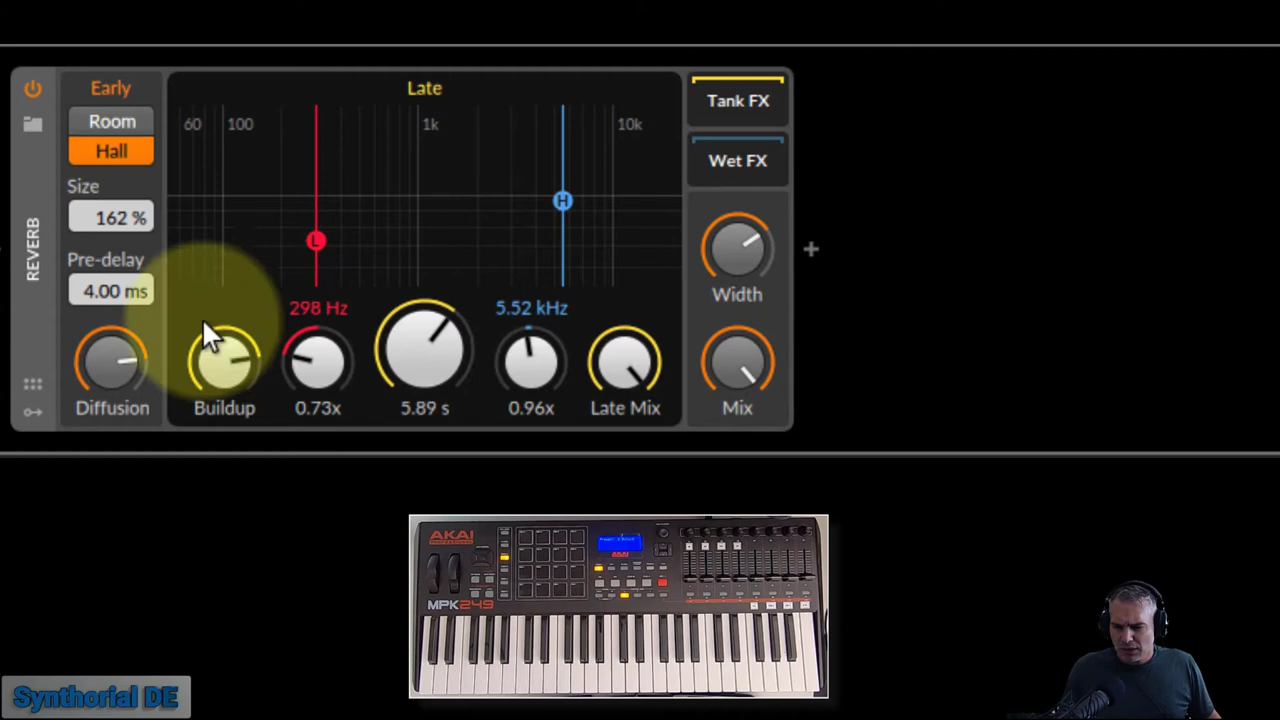 REVERB
Early
Room
Hall
Size
162 %
Pre-delay
4.00 ms
Diffusion
Late
60 100 1k 10k
L
H
298 Hz
5.52 kHz
Buildup
0.73x
5.89 s
0.96x
Late Mix
Tank FX
Wet FX
Width
Mix
AKAI
MPK249
AKAI
Synthorial DE